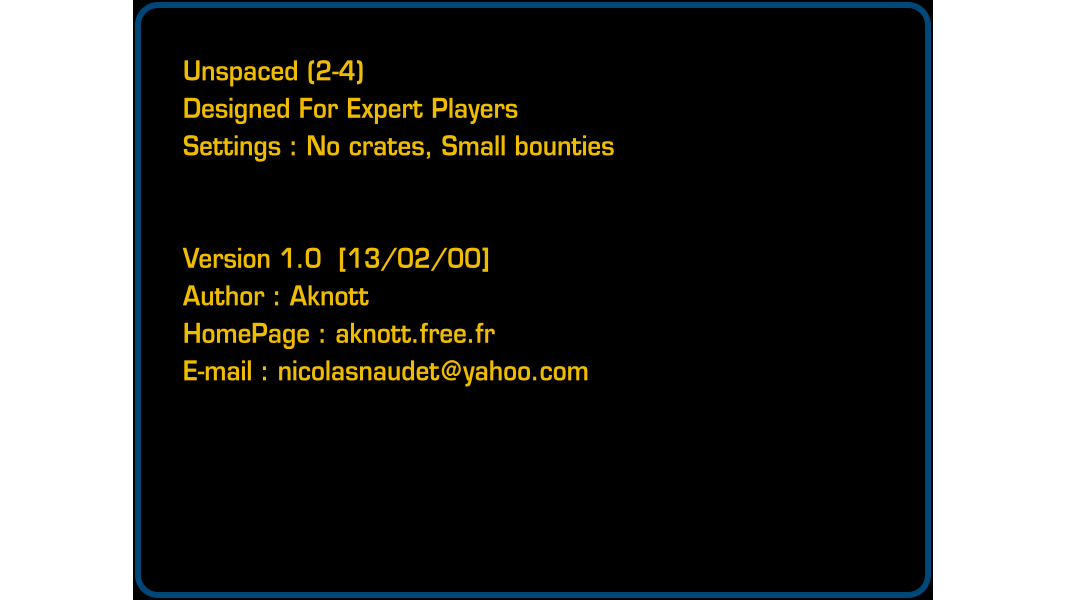 Unspaced (2-4)
Designed For Expert Players
Settings : No crates, Small bounties
Version 1.0  [13/02/00]
Author : Aknott
HomePage : aknott.free.fr
E-mail : nicolasnaudet@yahoo.com